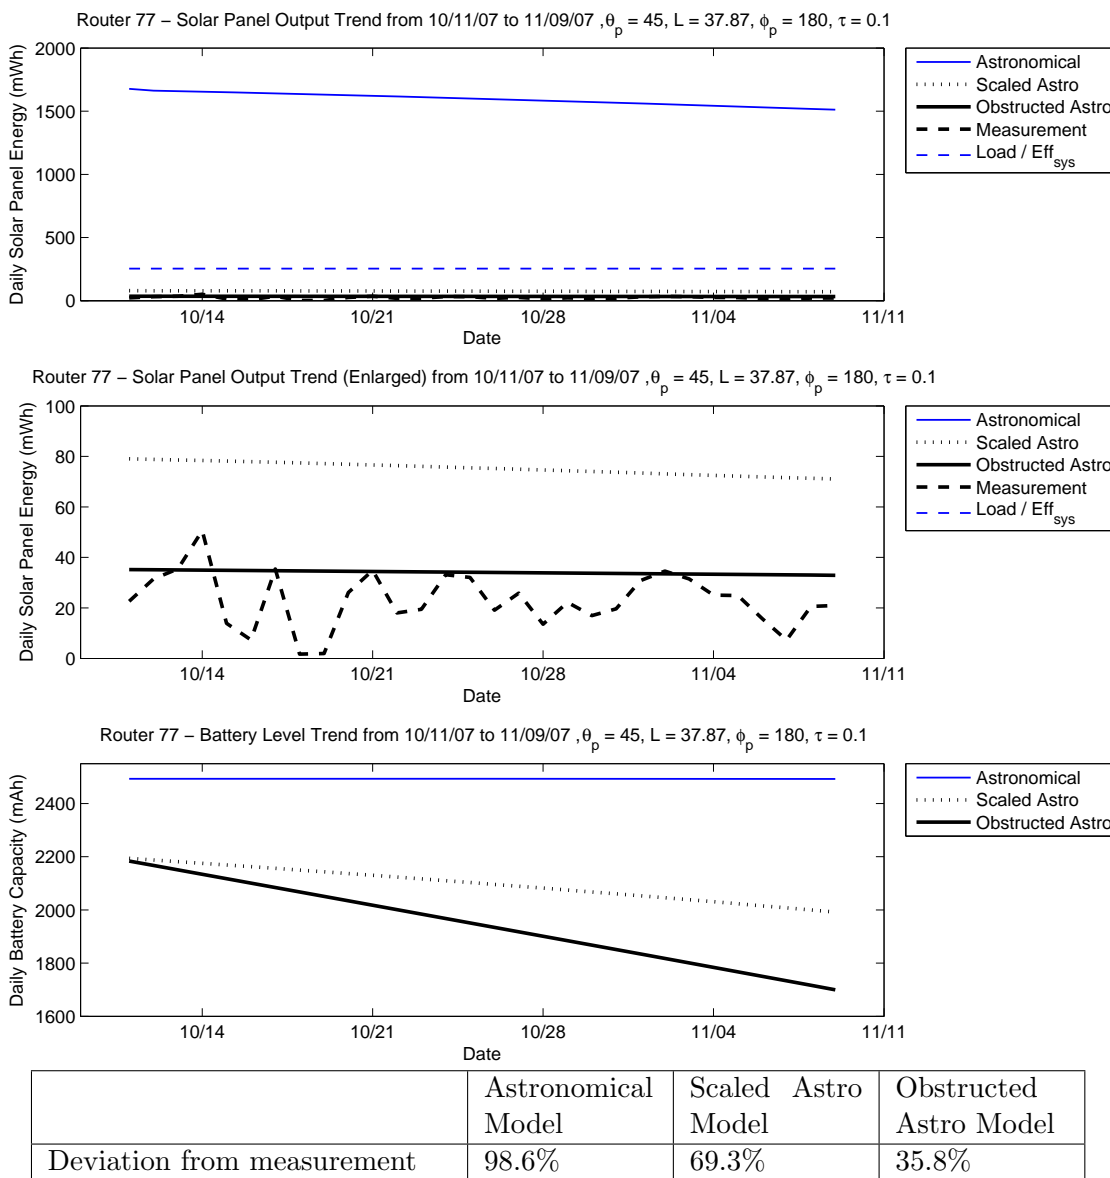 Router 77 − Solar Panel Output Trend from 10/11/07 to 11/09/07 ,θp = 45, L = 37.87, ϕp = 180, τ = 0.1
Daily Solar Panel Energy (mWh)
2000
1500
1000
500
0
10/14 10/21 10/28 11/04 11/11
Date
Astronomical
Scaled Astro
Obstructed Astro
Measurement
Load / Effsys
Router 77 − Solar Panel Output Trend (Enlarged) from 10/11/07 to 11/09/07 ,θp = 45, L = 37.87, ϕp = 180, τ = 0.1
Daily Solar Panel Energy (mWh)
100
80
60
40
20
0
10/14 10/21 10/28 11/04 11/11
Date
Astronomical
Scaled Astro
Obstructed Astro
Measurement
Load / Effsys
Router 77 − Battery Level Trend from 10/11/07 to 11/09/07 ,θp = 45, L = 37.87, ϕp = 180, τ = 0.1
Daily Battery Capacity (mAh)
2400
2200
2000
1800
1600
10/14 10/21 10/28 11/04 11/11
Date
Astronomical
Scaled Astro
Obstructed Astro
Astronomical Scaled Astro Obstructed
Model Model Astro Model
Deviation from measurement 98.6% 69.3% 35.8%